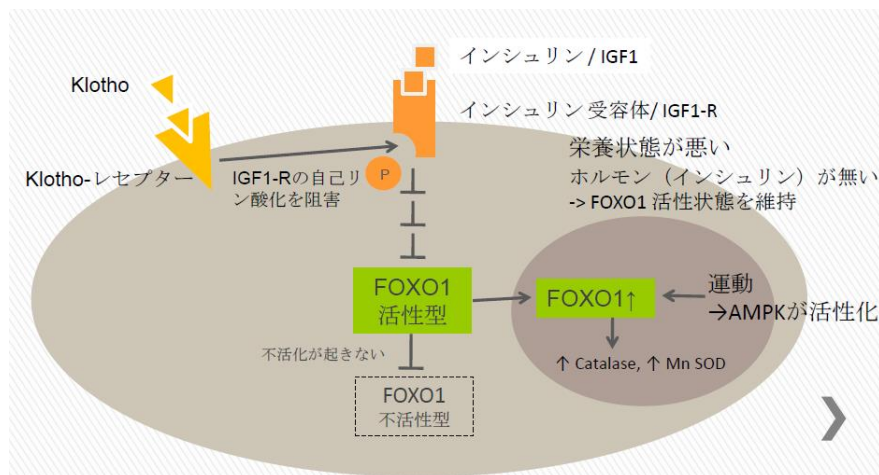 Klotho
インシュリン / IGF1
インシュリン 受容体/ IGF1-R
Klotho-レセプター
IGF1-Rの自己リ
ン酸化を阻害
P
栄養状態が悪い
ホルモン（インシュリン）が無い
-> FOXO1 活性状態を維持
FOXO1
活性型
FOXO1↑
運動
→AMPKが活性化
不活化が起きない
↑ Catalase, ↑ Mn SOD
FOXO1
不活性型